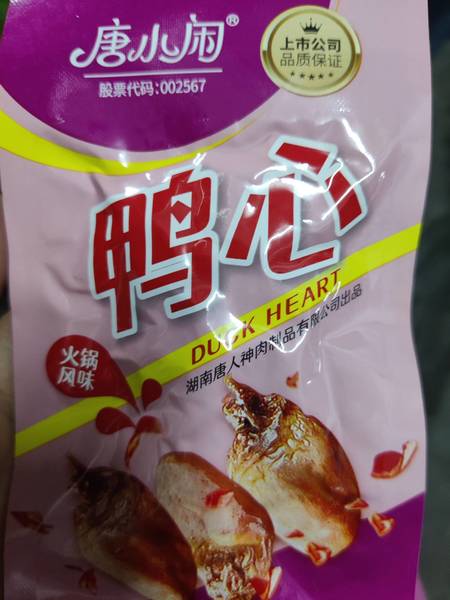 唐小闹®
股票代码:002567
上市公司
品质保证
鸭心
DUCK HEART
湖南唐人神肉制品有限公司出品
火锅
风味